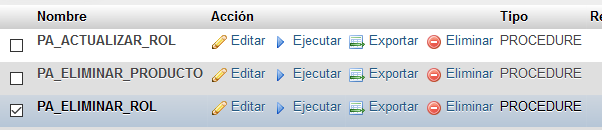 Nombre Acción Tipo Re
PA_ACTUALIZAR_ROL Editar Ejecutar Exportar Eliminar PROCEDURE
PA_ELIMINAR_PRODUCTO Editar Ejecutar Exportar Eliminar PROCEDURE
PA_ELIMINAR_ROL Editar Ejecutar Exportar Eliminar PROCEDURE